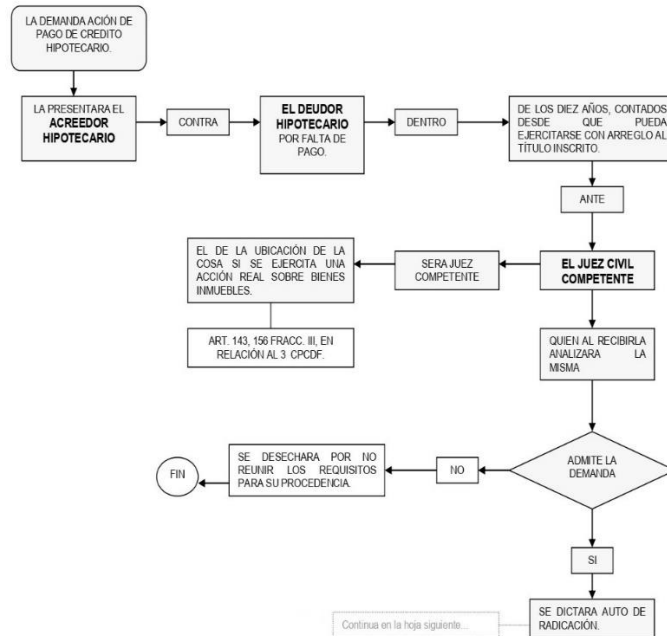 LA DEMANDA ACIÓN DE
PAGO DE CREDITO
HIPOTECARIO.
LA PRESENTARA EL
ACREEDOR
HIPOTECARIO
CONTRA
EL DEUDOR
HIPOTECARIO
POR FALTA DE
PAGO.
DENTRO
DE LOS DIEZ AÑOS, CONTADOS
DESDE QUE PUEDA
EJERCITARSE CON ARREGLO AL
TÍTULO INSCRITO.
ANTE
EL JUEZ CIVIL
COMPETENTE
SERA JUEZ
COMPETENTE
EL DE LA UBICACIÓN DE LA
COSA SI SE EJERCITA UNA
ACCIÓN REAL SOBRE BIENES
INMUEBLES.
ART. 143, 156 FRACC. III, EN
RELACIÓN AL 3 CPCDF.
QUIEN AL RECIBIRLA
ANALIZARA LA
MISMA
ADMITE LA
DEMANDA
NO
SE DESECHARA POR NO
REUNIR LOS REQUISITOS
PARA SU PROCEDENCIA.
FIN
SI
SE DICTARA AUTO DE
RADICACIÓN.
Continua en la hoja siguiente...